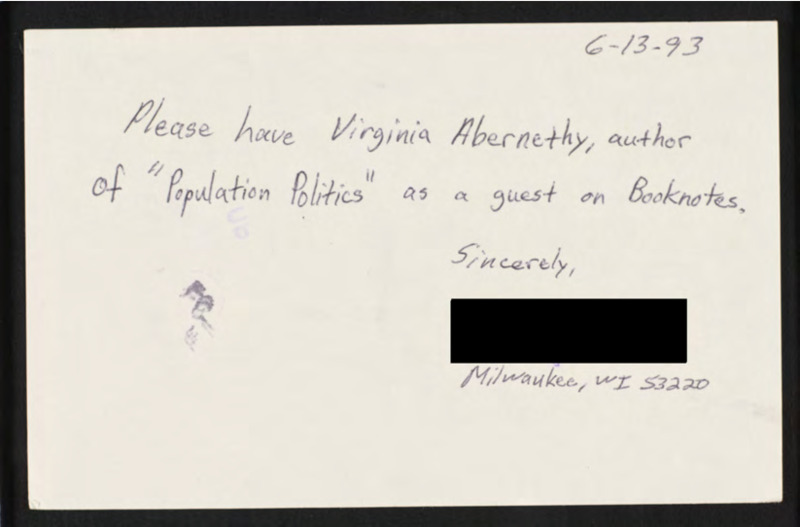 6-13-93
Please have Virginia Abernethy, author
of "Population Politics" as a guest on Booknotes.
Sincerely,
Milwaukee, WI 53220